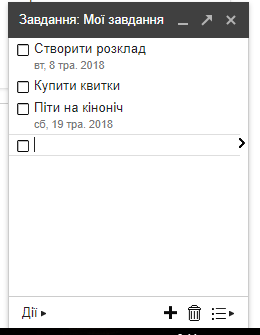 Завдання: Мої завдання
Створити розклад
вт, 8 тра. 2018
Купити квитки
Піти на кіноніч
сб, 19 тра. 2018
Дії